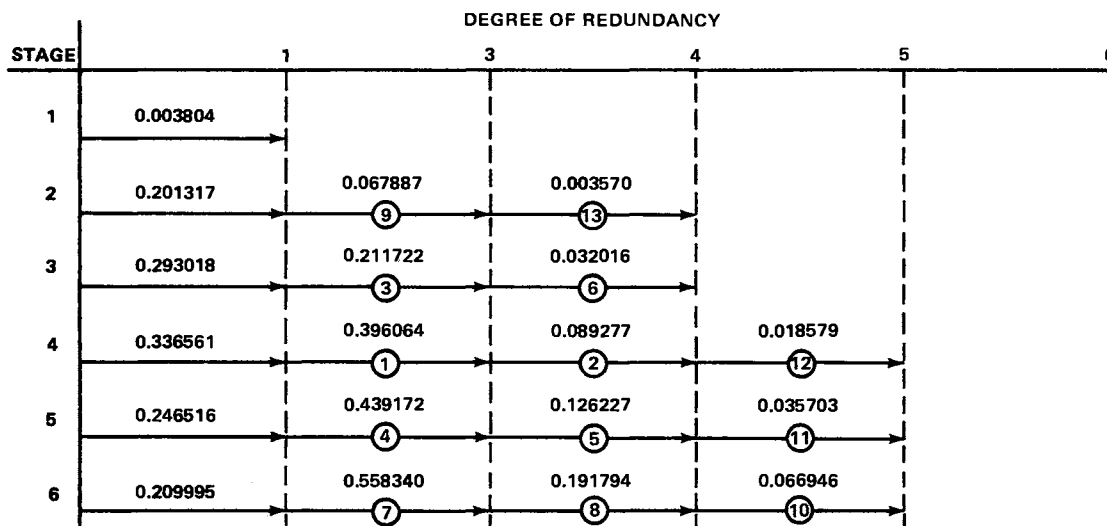 DEGREE OF REDUNDANCY
STAGE 1 3 4 5 6
1 0.003804
2 0.201317 0.067887 0.003570
9 13
3 0.293018 0.211722 0.032016
3 6
4 0.336561 0.396064 0.089277 0.018579
1 2 12
5 0.246516 0.439172 0.126227 0.035703
4 5 11
6 0.209995 0.558340 0.191794 0.066946
7 8 10